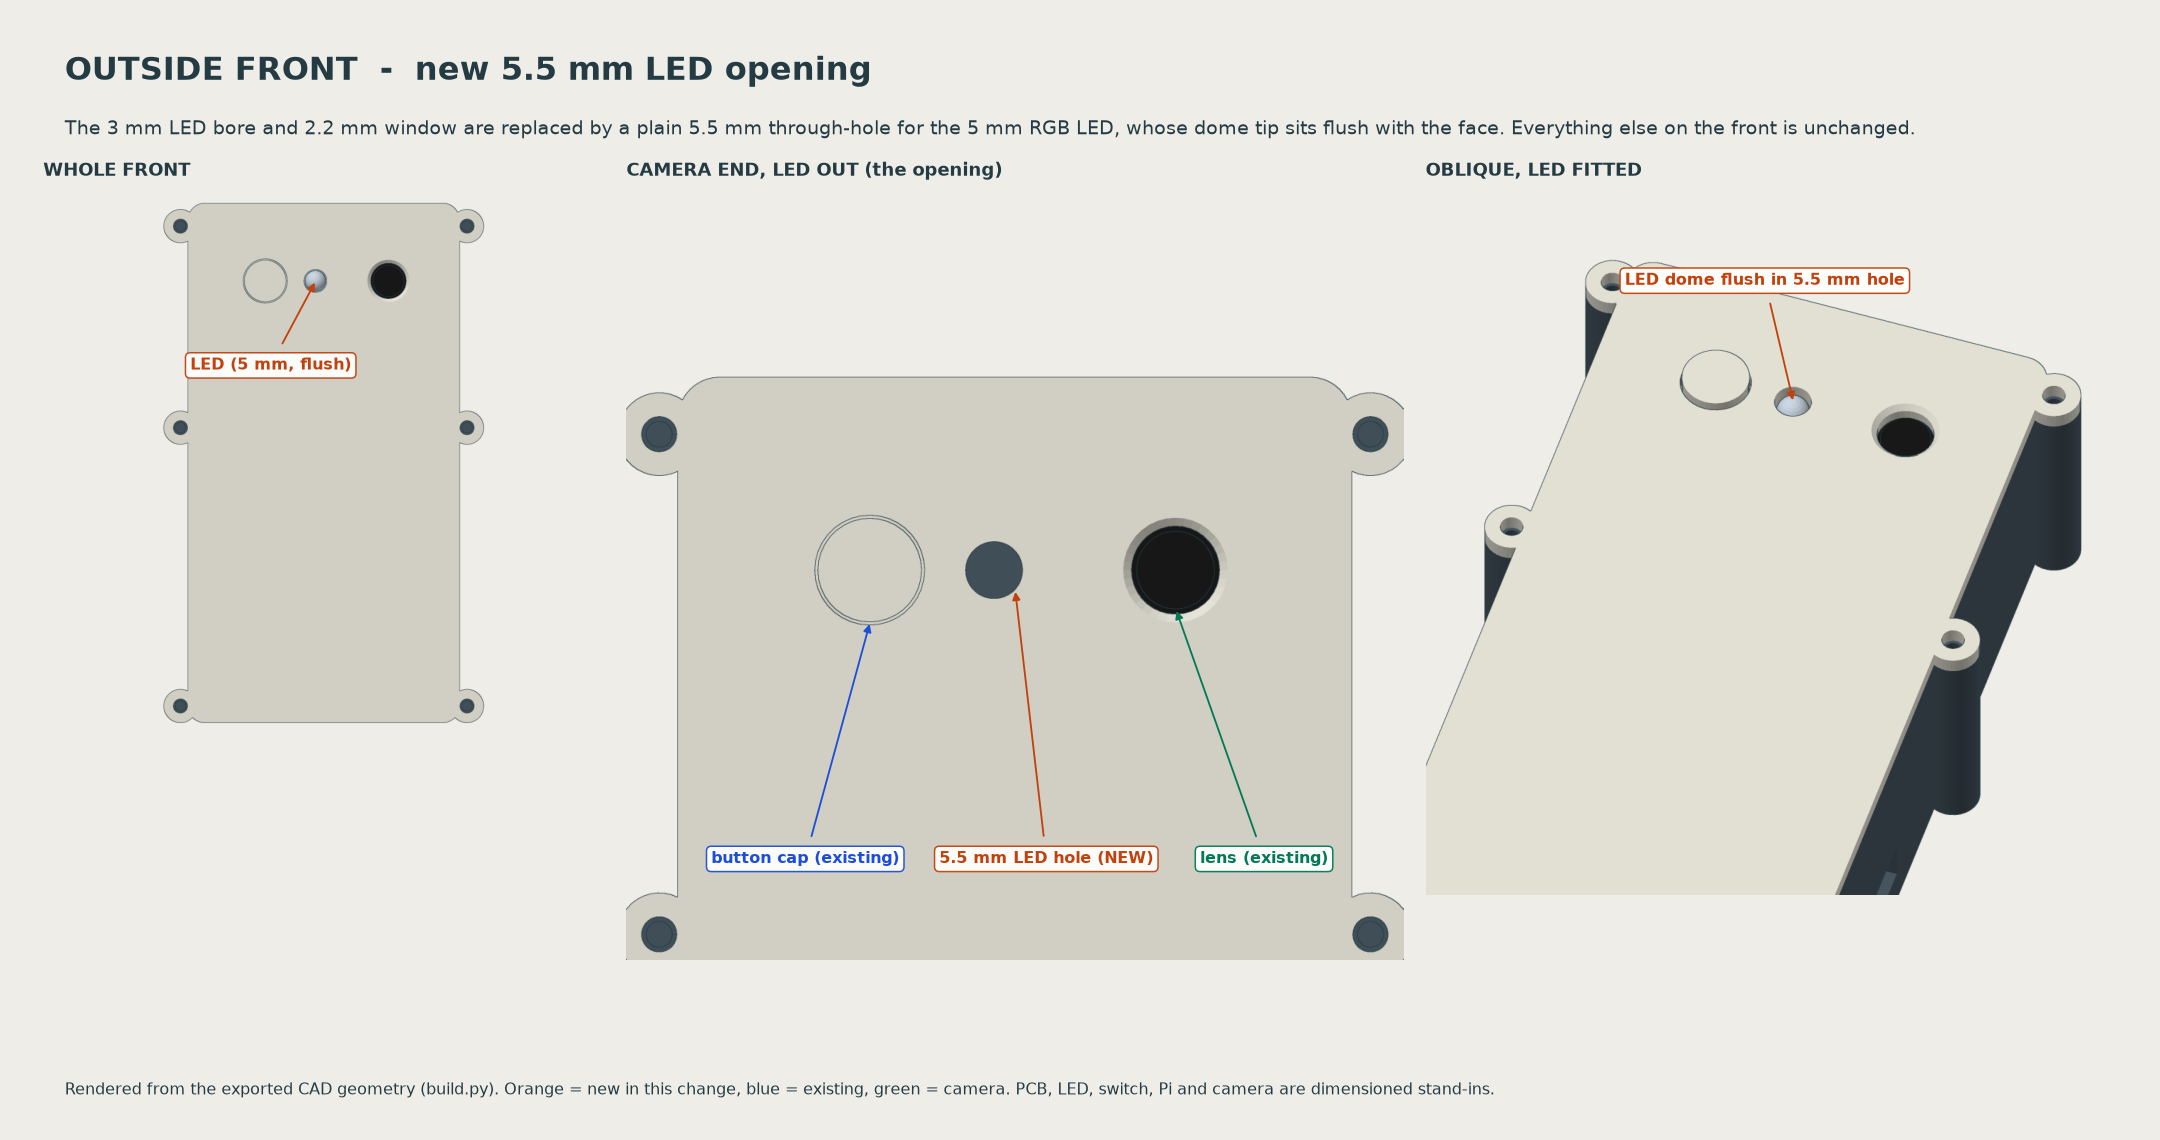 OUTSIDE FRONT - new 5.5 mm LED opening
The 3 mm LED bore and 2.2 mm window are replaced by a plain 5.5 mm through-hole for the 5 mm RGB LED, whose dome tip sits flush with the face. Everything else on the front is unchanged.
WHOLE FRONT
LED (5 mm, flush)
CAMERA END, LED OUT (the opening)
button cap (existing)
5.5 mm LED hole (NEW)
lens (existing)
OBLIQUE, LED FITTED
LED dome flush in 5.5 mm hole
Rendered from the exported CAD geometry (build.py). Orange = new in this change, blue = existing, green = camera. PCB, LED, switch, Pi and camera are dimensioned stand-ins.